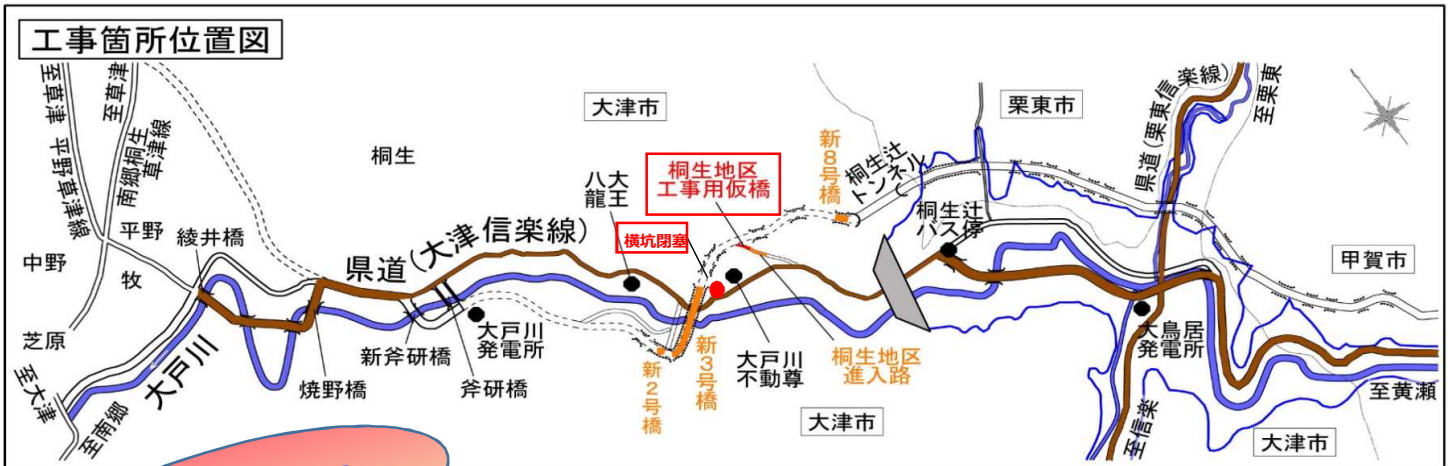 工事箇所位置図
至草津
平野草津線
至草津
南郷桐生
草津線
桐生
大津市
栗東市
県道(栗東信楽線)
至栗東
新8号橋
桐生辻
トンネル
桐生地区
工事用仮橋
八大
龍王
横坑閉塞
桐生辻
バス停
甲賀市
中野
平野
綾井橋
牧
県道(大津信楽線)
芝原
大戸川
至大津
至南郷
焼野橋
新斧研橋
斧研橋
大戸川
発電所
新2号橋
新3号橋
大戸川
不動尊
桐生地区
進入路
大津市
大鳥居
発電所
至信楽
至黄瀬
大津市